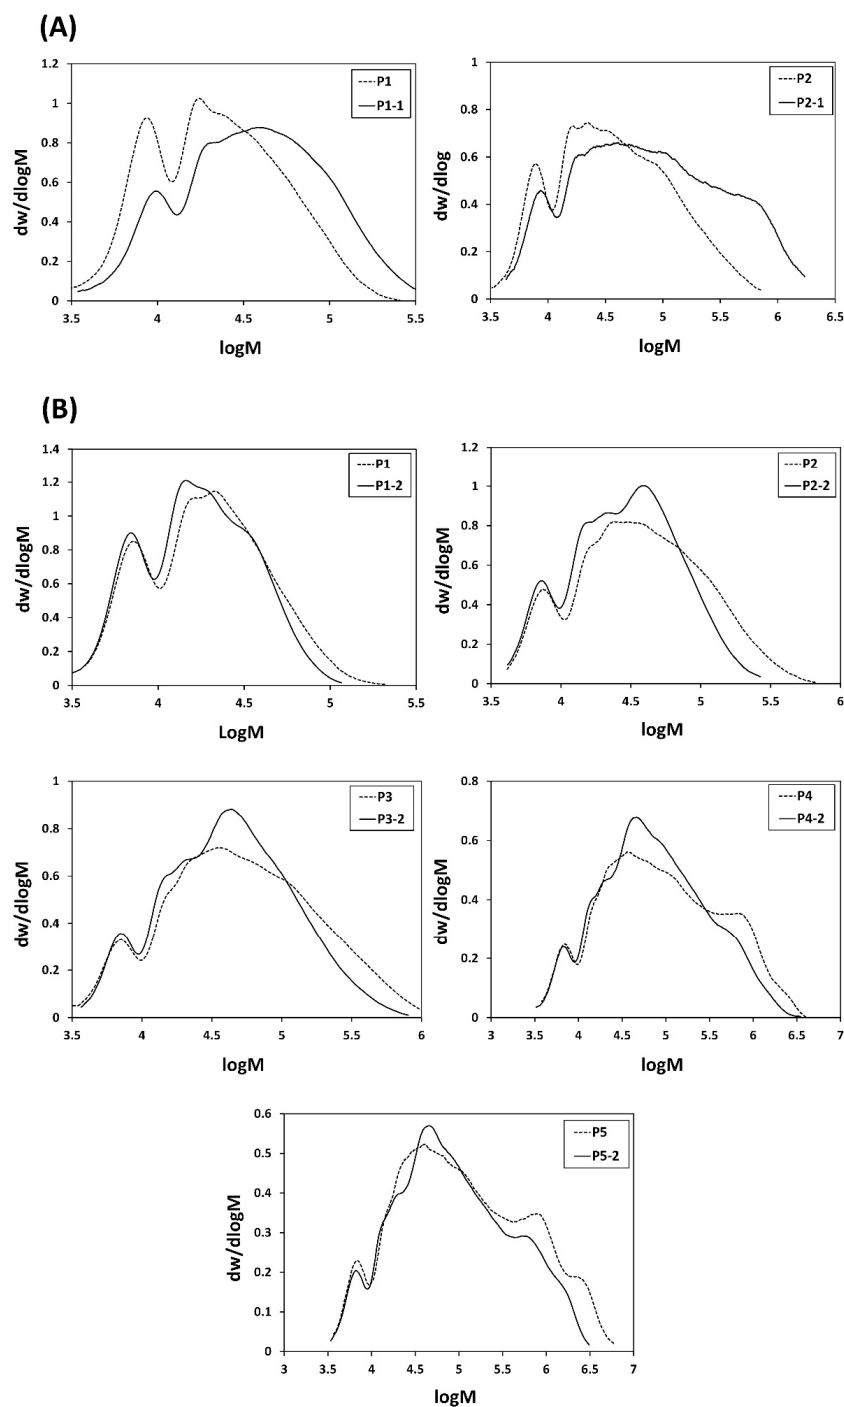 (A)
1.2
1
0.8
0.6
0.4
0.2
0
3.5 4 4.5 5 5.5
dw/dlogM
logM
P1
P1-1
1
0.8
0.6
0.4
0.2
0
3.5 4 4.5 5 5.5 6 6.5
dw/dlog
logM
P2
P2-1
(B)
1.4
1.2
1.0
0.8
0.6
0.4
0.2
0
3.5 4 4.5 5 5.5
dw/dlogM
LogM
P1
P1-2
1.2
1
0.8
0.6
0.4
0.2
0
3.5 4 4.5 5 5.5 6
dw/dlogM
logM
P2
P2-2
1
0.8
0.6
0.4
0.2
0
3.5 4 4.5 5 5.5 6
dw/dlogM
logM
P3
P3-2
0.8
0.6
0.4
0.2
0
3 3.5 4 4.5 5 5.5 6 6.5 7
dw/dlogM
logM
P4
P4-2
0.6
0.5
0.4
0.3
0.2
0.1
0
3 3.5 4 4.5 5 5.5 6 6.5 7
dw/dlogM
logM
P5
P5-2